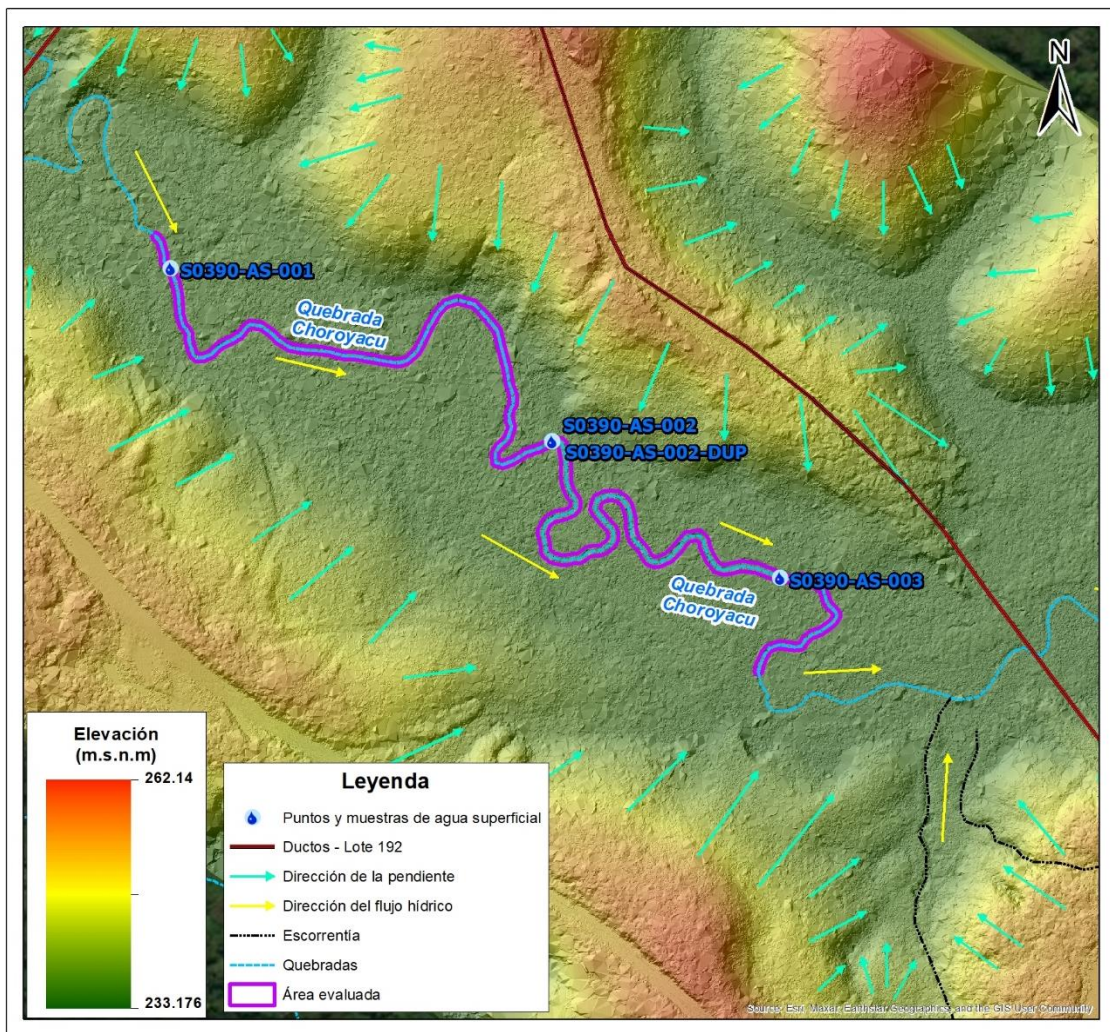 N
S0390-AS-001
Quebrada
Choroyacu
S0390-AS-002
S0390-AS-002-DUP
S0390-AS-003
Quebrada
Choroyacu
Elevación
(m.s.n.m)
262.14
233.176
Leyenda
Puntos y muestras de agua superficial
Ductos - Lote 192
Dirección de la pendiente
Dirección del flujo hídrico
Escorrentía
Quebradas
Área evaluada
Source: Esri, Maxar, Earthstar Geographics, and the GIS User Community